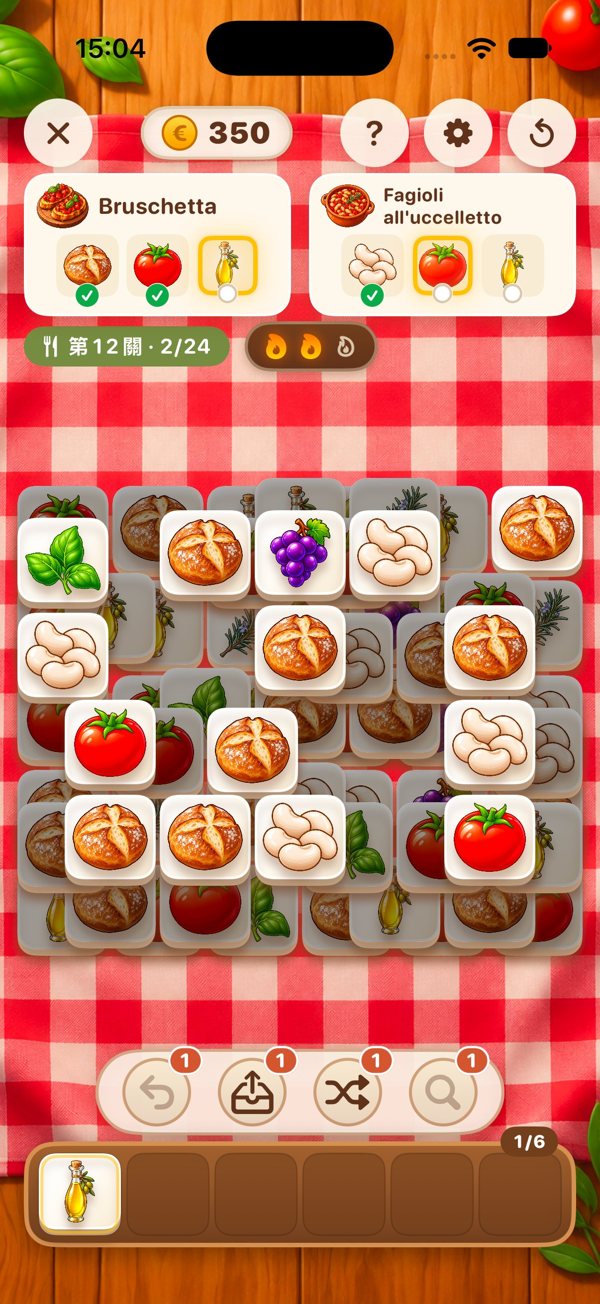 15:04
€ 350 ?
Bruschetta
Fagioli
all'uccelletto
第12關 · 2/24
1 1 1 1
1/6